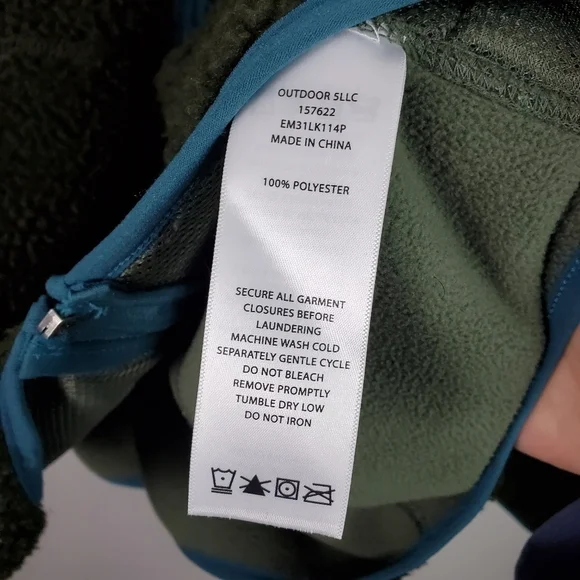 OUTDOOR 5LLC
157622
EM31LK114P
MADE IN CHINA
100% POLYESTER
SECURE ALL GARMENT
CLOSURES BEFORE
LAUNDERING
MACHINE WASH COLD
SEPARATELY GENTLE CYCLE
DO NOT BLEACH
REMOVE PROMPTLY
TUMBLE DRY LOW
DO NOT IRON